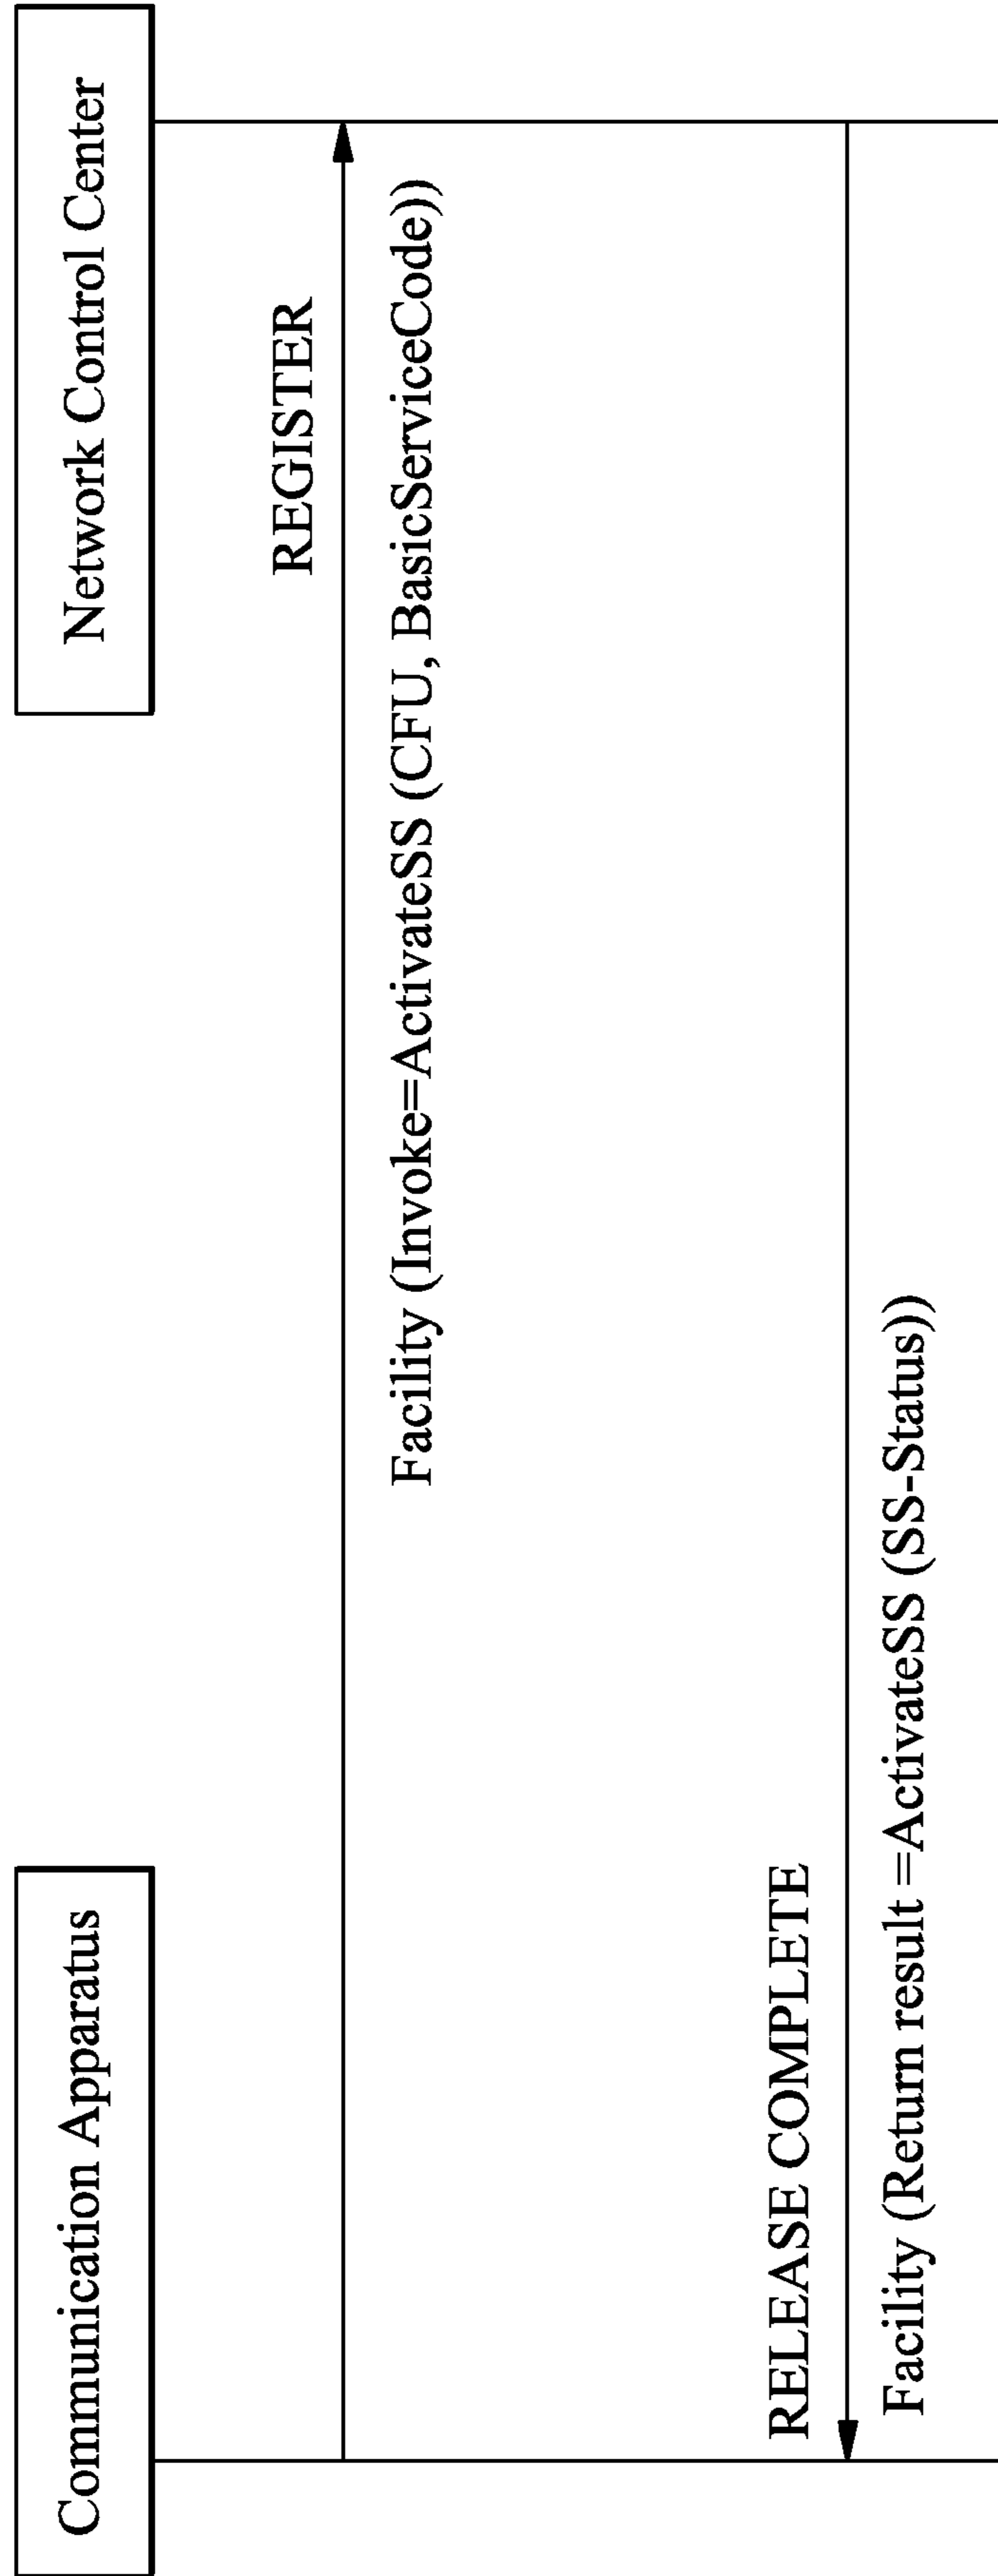 Communication Apparatus
Network Control Center
REGISTER
Facility (Invoke=ActivateSS (CFU, BasicServiceCode))
RELEASE COMPLETE
Facility (Return result =ActivateSS (SS-Status))